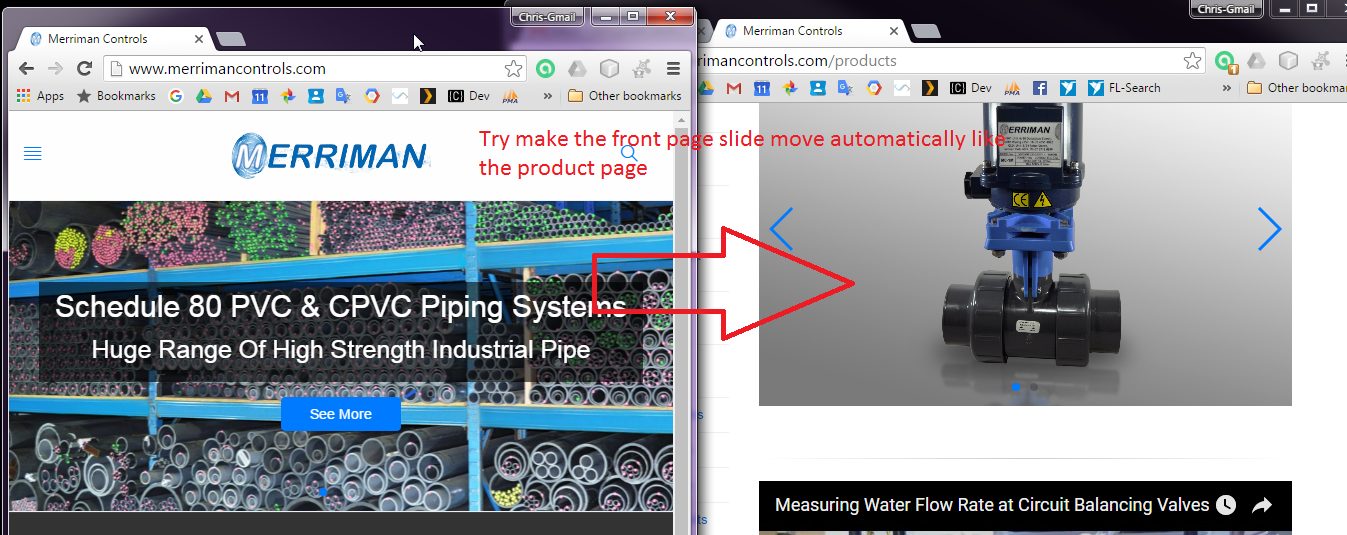 Chris-Gmail
Chris-Gmail
Merriman Controls
Merriman Controls
www.merrimancontrols.com
rimancontrols.com/products
Apps
Bookmarks
Dev
PMA
»
Other bookmarks
Dev
PMA
FL-Search
»
Other bookmar
MERRIMAN
Try make the front page slide move automatically like
the product page
ERRIMAN
Schedule 80 PVC & CPVC Piping Systems
Huge Range Of High Strength Industrial Pipe
See More
Measuring Water Flow Rate at Circuit Balancing Valves